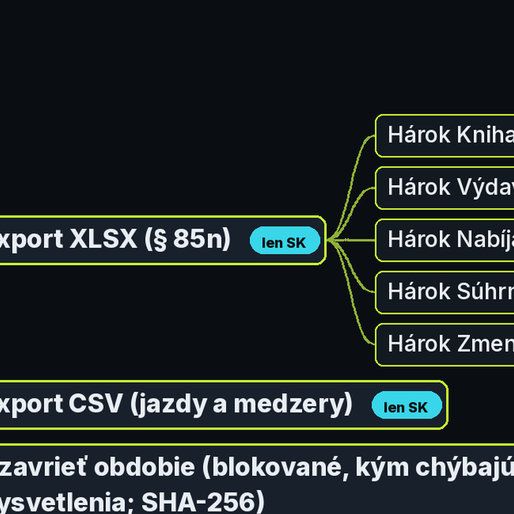 Hárok Kniha
Hárok Výdav
xport XLSX (§ 85n) len SK
Hárok Nabíja
Hárok Súhrn
Hárok Zmen
xport CSV (jazdy a medzery) len SK
zavrieť obdobie (blokované, kým chýbajú
ysvetlenia; SHA-256)